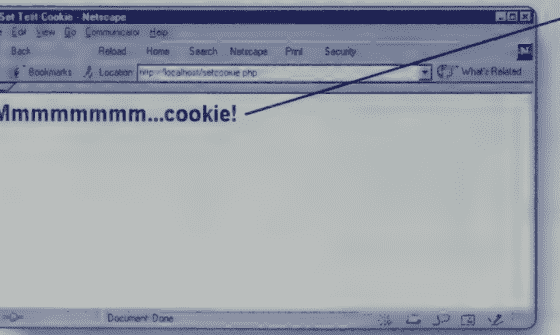 Set Test Cookie - Netscape
Edit View Go Communicator Help
Back Reload Home Search Netscape Print Security
Bookmarks Location: http://localhost/setcookie.php What's Related
Mmmmmmmm...cookie!
Document: Done